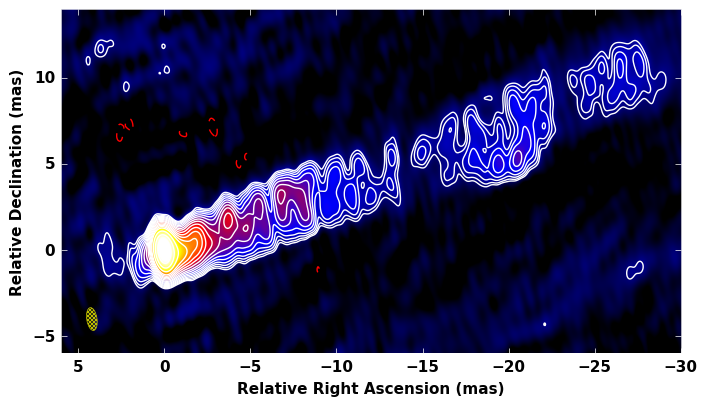 Relative Declination (mas)
10
5
0
−5
5 0 −5 −10 −15 −20 −25 −30
Relative Right Ascension (mas)